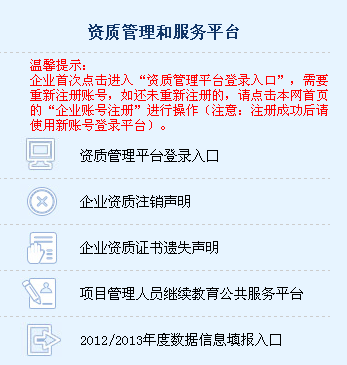 资质管理和服务平台
温馨提示：
企业首次点击进入“资质管理平台登录入口”，需要
重新注册账号，如还未重新注册的，请点击本网首页
的“企业账号注册”进行操作（注意：注册成功后请
使用新账号登录平台）。
资质管理平台登录入口
企业资质注销声明
企业资质证书遗失声明
项目管理人员继续教育公共服务平台
2012/2013年度数据信息填报入口